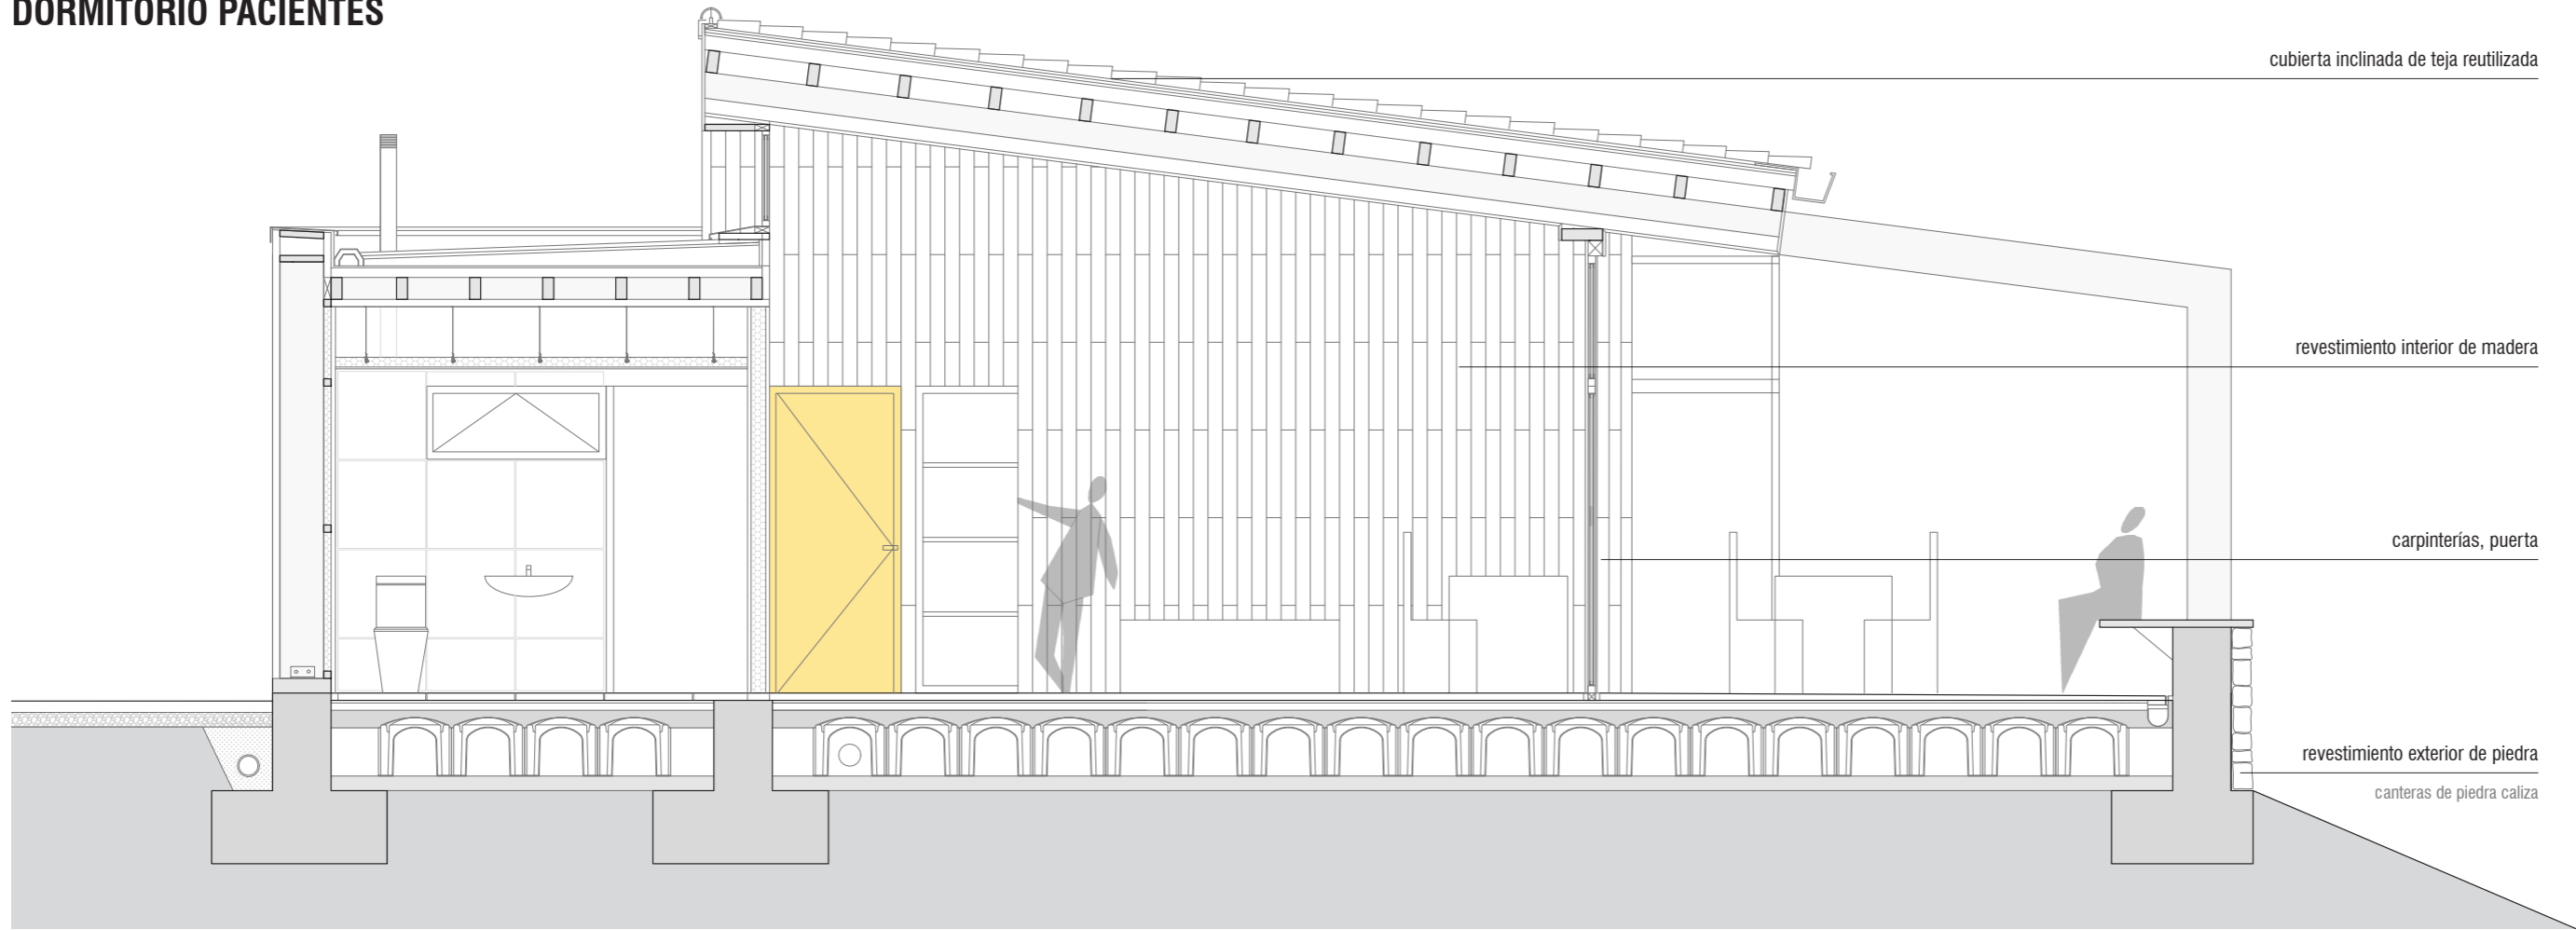 DORMITORIO PACIENTES
cubierta inclinada de teja reutilizada
revestimiento interior de madera
carpinterías, puerta
revestimiento exterior de piedra
canteras de piedra caliza